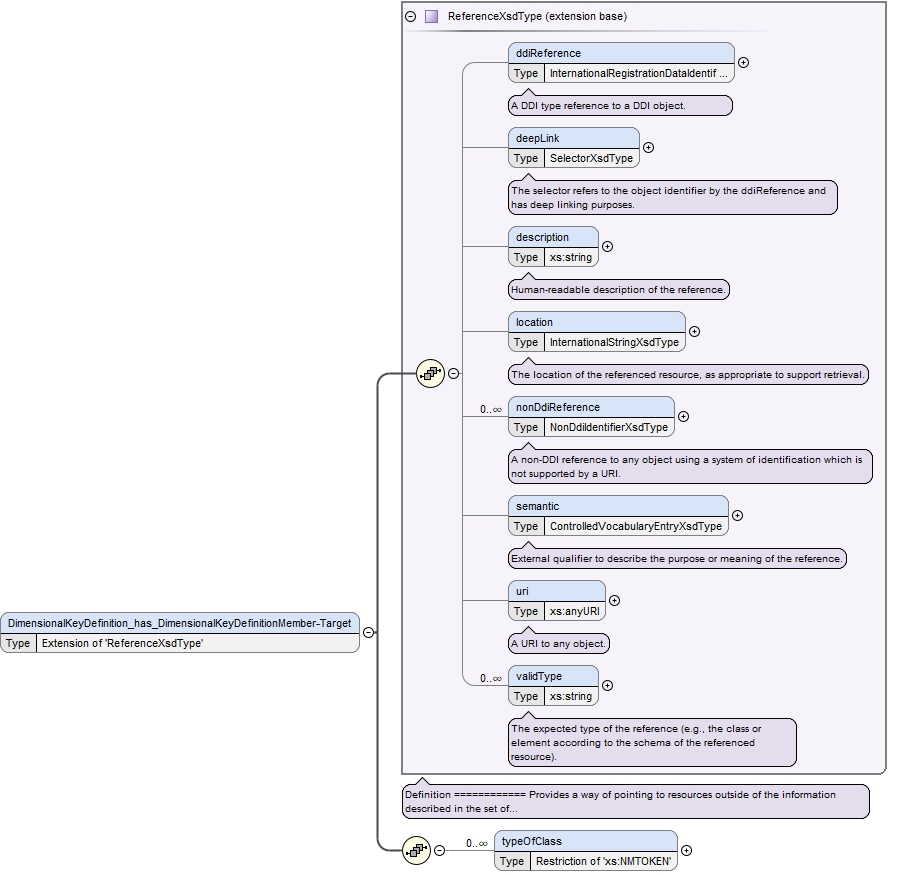 ReferenceXsdType (extension base)
ddiReference
Type InternationalRegistrationDataIdentif ...
A DDI type reference to a DDI object.
deepLink
Type SelectorXsdType
The selector refers to the object identifier by the ddiReference and
has deep linking purposes.
description
Type xs:string
Human-readable description of the reference.
location
Type InternationalStringXsdType
The location of the referenced resource, as appropriate to support retrieval.
0..∞ nonDdiReference
Type NonDdiIdentifierXsdType
A non-DDI reference to any object using a system of identification which is
not supported by a URI.
semantic
Type ControlledVocabularyEntryXsdType
External qualifier to describe the purpose or meaning of the reference.
uri
Type xs:anyURI
A URI to any object.
DimensionalKeyDefinition_has_DimensionalKeyDefinitionMember-Target
Type Extension of 'ReferenceXsdType'
0..∞ validType
Type xs:string
The expected type of the reference (e.g., the class or
element according to the schema of the referenced
resource).
Definition ============ Provides a way of pointing to resources outside of the information
described in the set of...
0..∞ typeOfClass
Type Restriction of 'xs:NMTOKEN'